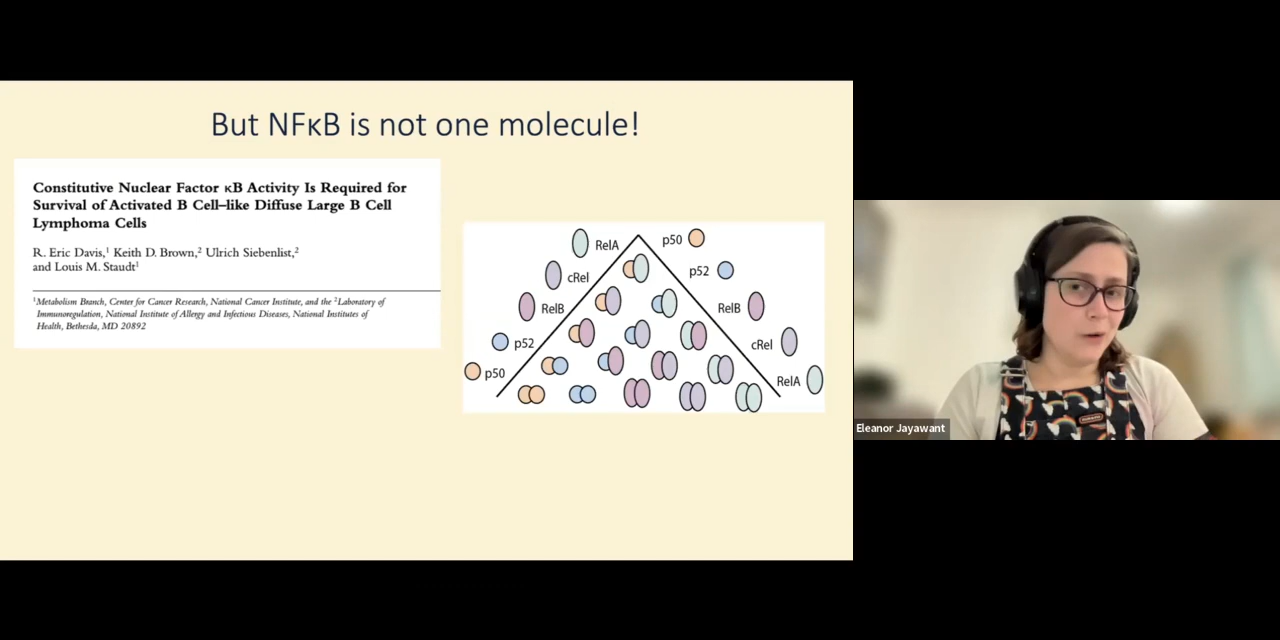 But NFκB is not one molecule!
Constitutive Nuclear Factor κB Activity Is Required for
Survival of Activated B Cell–like Diffuse Large B Cell
Lymphoma Cells
R. Eric Davis,¹ Keith D. Brown,² Ulrich Siebenlist,²
and Louis M. Staudt¹
¹Metabolism Branch, Center for Cancer Research, National Cancer Institute, and the ²Laboratory of
Immunoregulation, National Institute of Allergy and Infectious Diseases, National Institutes of
Health, Bethesda, MD 20892
RelA
cRel
RelB
p52
p50
p50
p52
RelB
cRel
RelA
Eleanor Jayawant